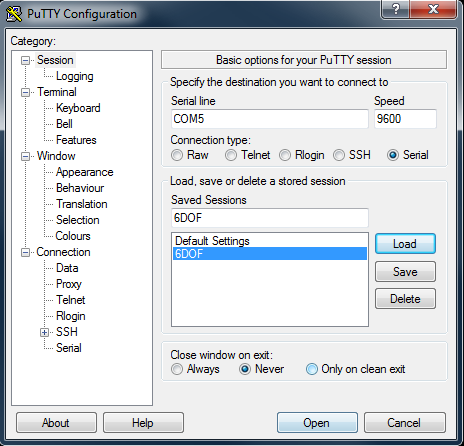 PuTTY Configuration
?
X
Category:
Session
Logging
Terminal
Keyboard
Bell
Features
Window
Appearance
Behaviour
Translation
Selection
Colours
Connection
Data
Proxy
Telnet
Rlogin
SSH
Serial
Basic options for your PuTTY session
Specify the destination you want to connect to
Serial line Speed
COM5 9600
Connection type:
Raw Telnet Rlogin SSH Serial
Load, save or delete a stored session
Saved Sessions
6DOF
Default Settings
6DOF
Load
Save
Delete
Close window on exit:
Always Never Only on clean exit
About Help Open Cancel